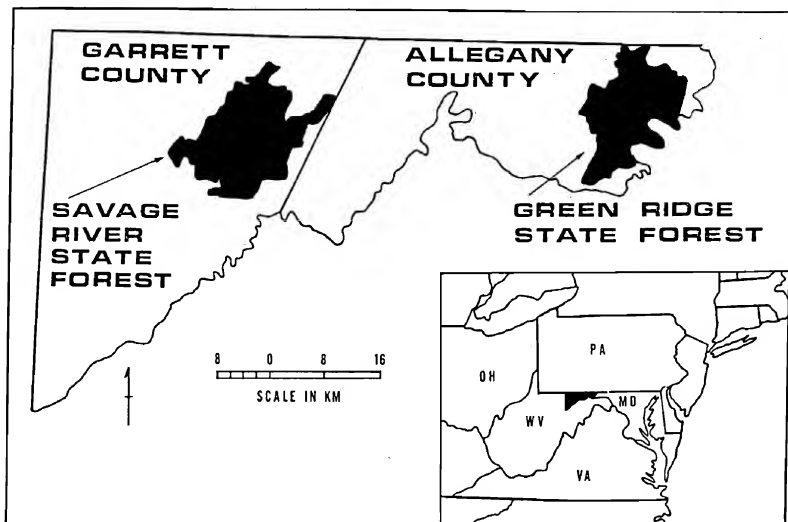 GARRETT
COUNTY
ALLEGANY
COUNTY
SAVAGE
RIVER
STATE
FOREST
GREEN RIDGE
STATE FOREST
8 0 8 16
SCALE IN KM
PA
OH
MD
WV
VA